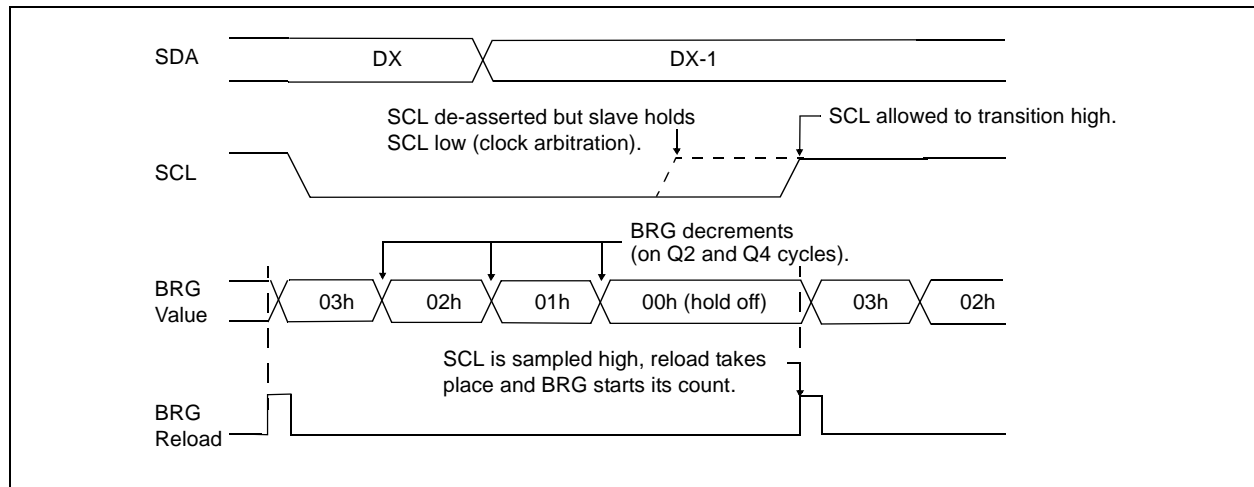 SDA
DX
DX-1
SCL de-asserted but slave holds
SCL low (clock arbitration).
SCL allowed to transition high.
SCL
BRG decrements
(on Q2 and Q4 cycles).
BRG
Value
03h
02h
01h
00h (hold off)
03h
02h
SCL is sampled high, reload takes
place and BRG starts its count.
BRG
Reload